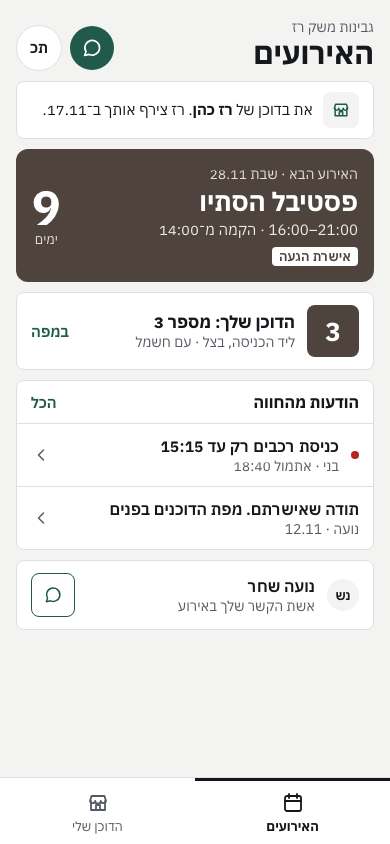 גבינות משק רז
האירועים
תכ
את בדוכן של רז כהן. רז צירף אותך ב־17.11.
האירוע הבא · שבת 28.11
פסטיבל הסתיו
16:00–21:00 · הקמה מ־14:00
אישרת הגעה
9
ימים
3
הדוכן שלך: מספר 3
ליד הכניסה, בצל · עם חשמל
במפה
הודעות מהחווה
הכל
כניסת רכבים רק עד 15:15
בני · אתמול 18:40
תודה שאישרתם. מפת הדוכנים בפנים
נועה · 12.11
נש
נועה שחר
אשת הקשר שלך באירוע
האירועים
הדוכן שלי